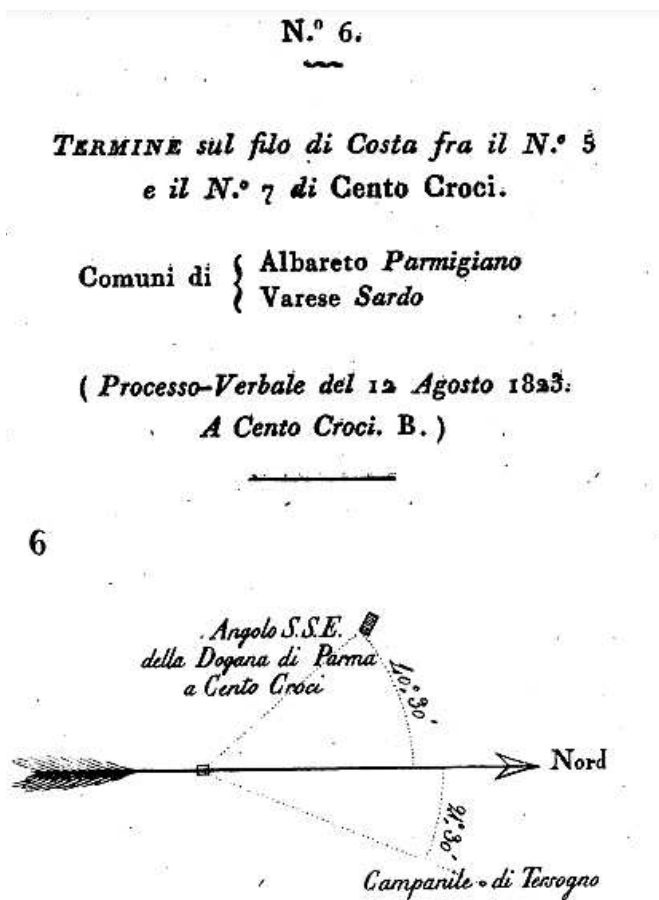 N.º 6.
TERMINE sul filo di Costa fra il N.º 5
e il N.º 7 di Cento Croci.
Comuni di { Albareto Parmigiano
Varese Sardo
( Processo-Verbale del 12 Agosto 1823.
A Cento Croci. B. )
6
Angolo S.S.E.
della Dogana di Parma
a Cento Croci
40°,30'
Nord
21°,30'
Campanile di Tersogno